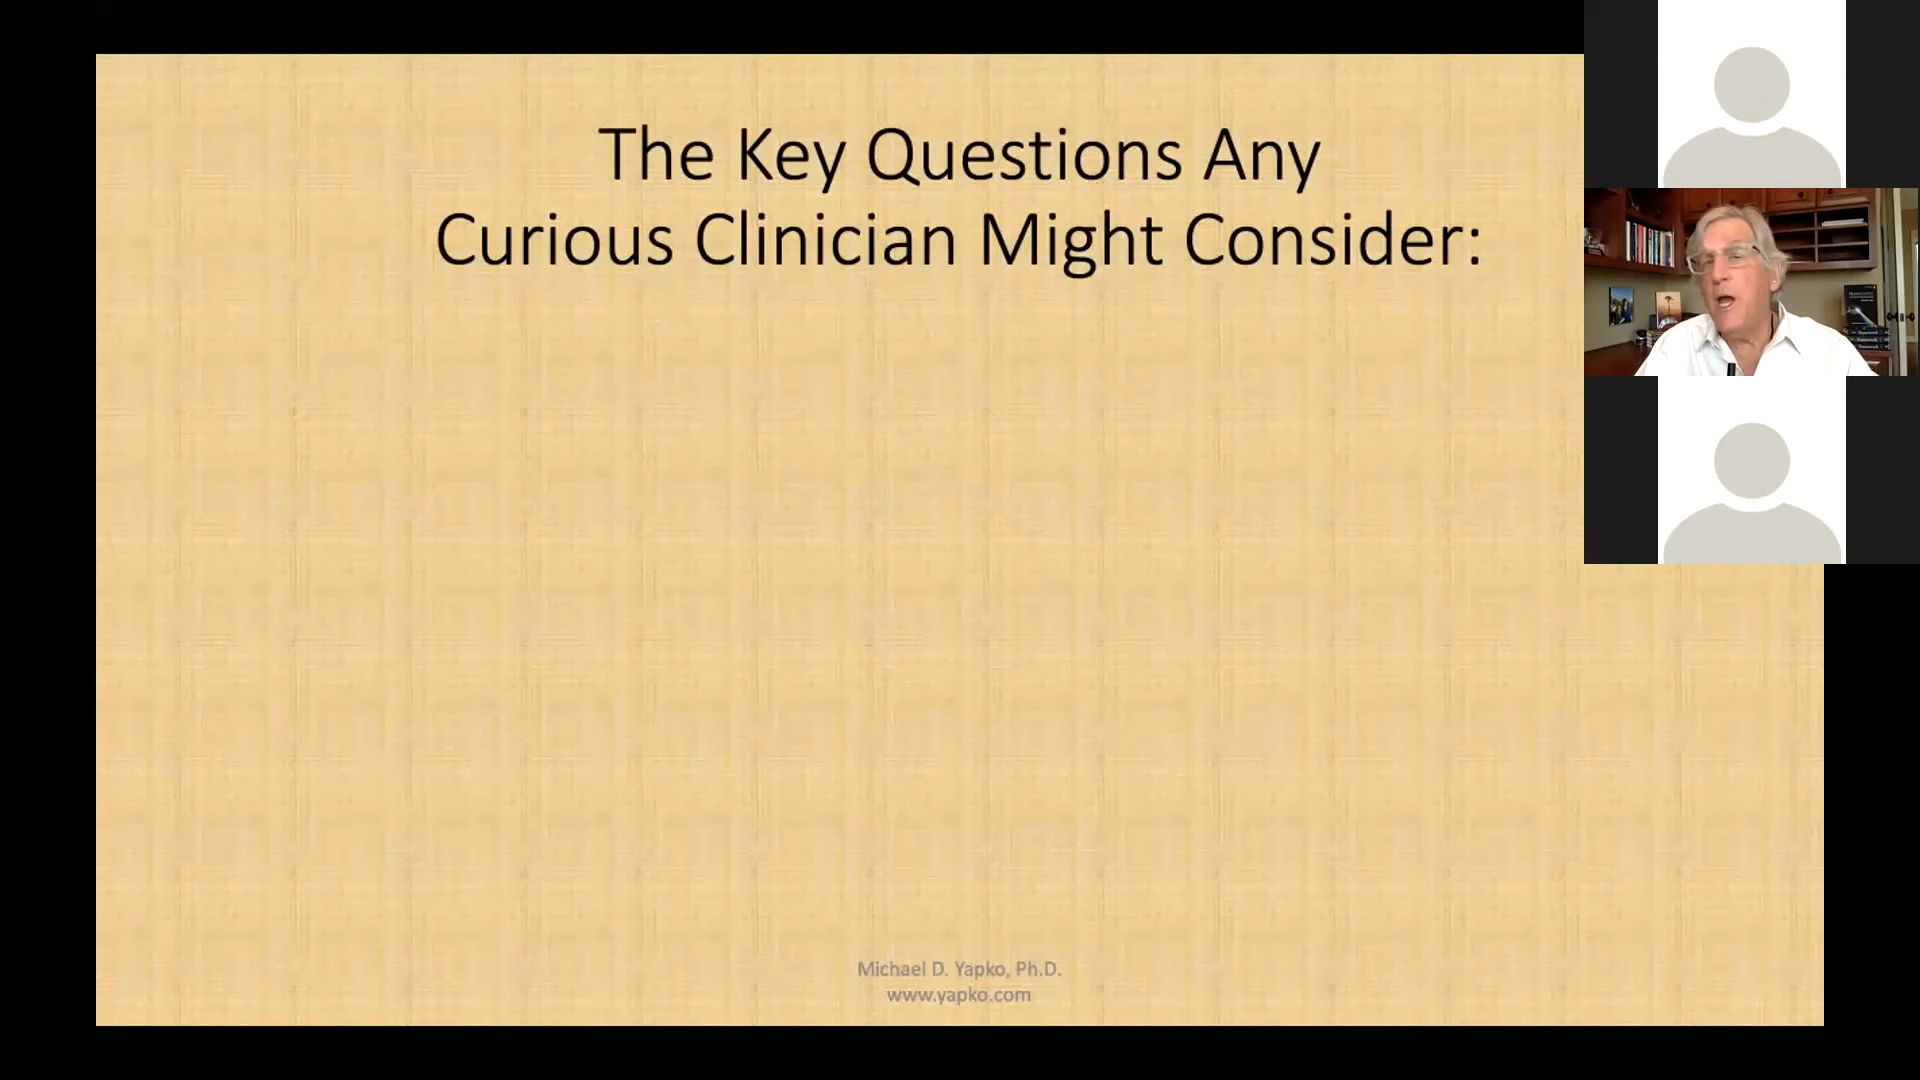 The Key Questions Any
Curious Clinician Might Consider:
Michael D. Yapko, Ph.D.
www.yapko.com